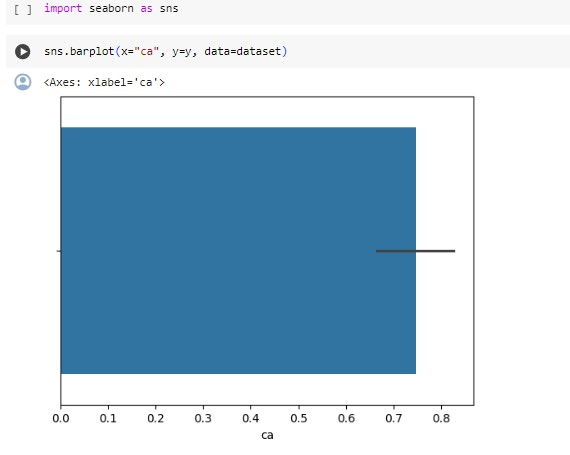 [ ] import seaborn as sns
sns.barplot(x="ca", y=y, data=dataset)
<Axes: xlabel='ca'>
0.0 0.1 0.2 0.3 0.4 0.5 0.6 0.7 0.8
ca